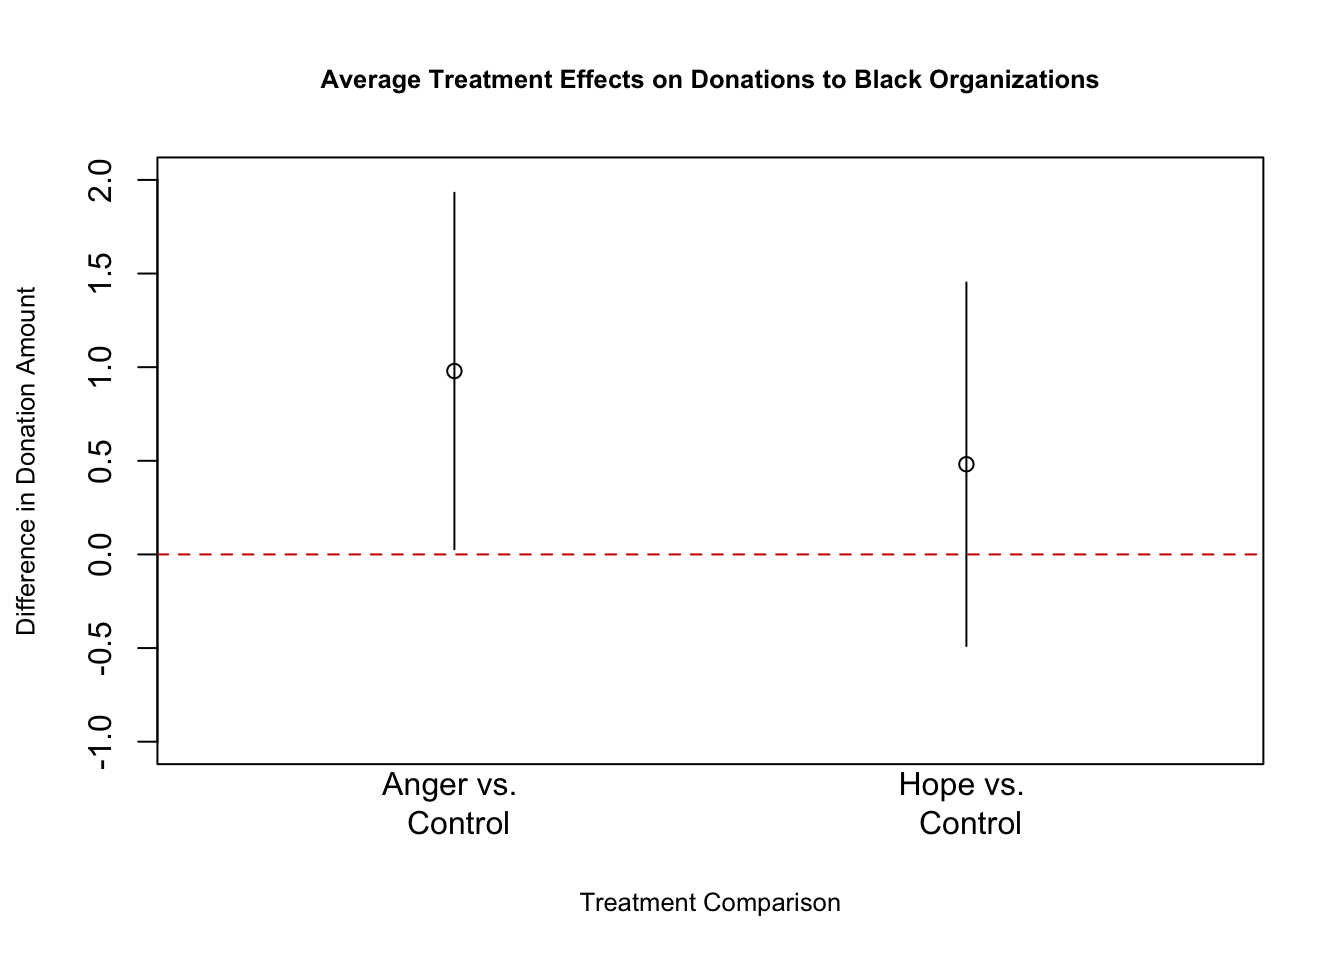 Average Treatment Effects on Donations to Black Organizations
Difference in Donation Amount
2.0
1.5
1.0
0.5
0.0
-0.5
-1.0
Anger vs.
Control
Hope vs.
Control
Treatment Comparison